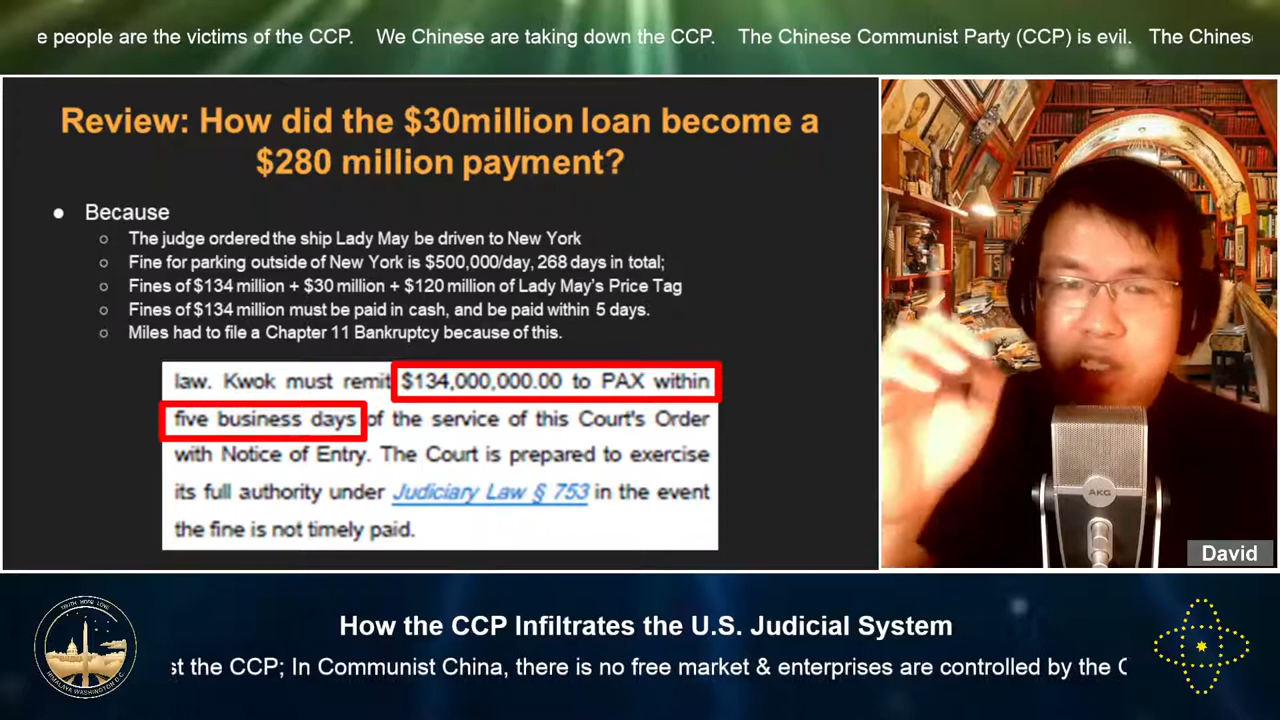 e people are the victims of the CCP. We Chinese are taking down the CCP. The Chinese Communist Party (CCP) is evil. The Chines
Review: How did the $30million loan become a
$280 million payment?
Because
The judge ordered the ship Lady May be driven to New York
Fine for parking outside of New York is $500,000/day, 268 days in total;
Fines of $134 million + $30 million + $120 million of Lady May's Price Tag
Fines of $134 million must be paid in cash, and be paid within 5 days.
Miles had to file a Chapter 11 Bankruptcy because of this.
law. Kwok must remit $134,000,000.00 to PAX within
five business days of the service of this Court's Order
with Notice of Entry. The Court is prepared to exercise
its full authority under Judiciary Law § 753 in the event
the fine is not timely paid.
AKG
David
TRUTH HOPE LOVE
HIMALAYA WASHINGTON D.C.
How the CCP Infiltrates the U.S. Judicial System
st the CCP; In Communist China, there is no free market & enterprises are controlled by the C